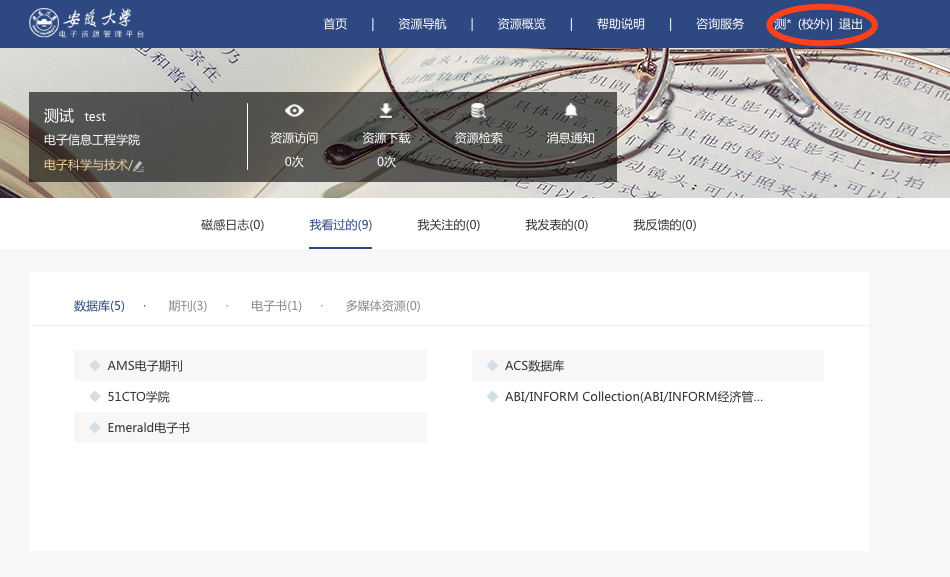 安徽大学
电子资源管理平台
首页 | 资源导航 | 资源概览 | 帮助说明 | 咨询服务 测* (校外)| 退出
测试 test
电子信息工程学院
电子科学与技术/
资源访问 资源下载 资源检索 消息通知
0次 0次 -- --
磁感日志(0) 我看过的(9) 我关注的(0) 我发表的(0) 我反馈的(0)
数据库(5) · 期刊(3) · 电子书(1) · 多媒体资源(0)
AMS电子期刊 ACS数据库
51CTO学院 ABI/INFORM Collection(ABI/INFORM经济管...
Emerald电子书